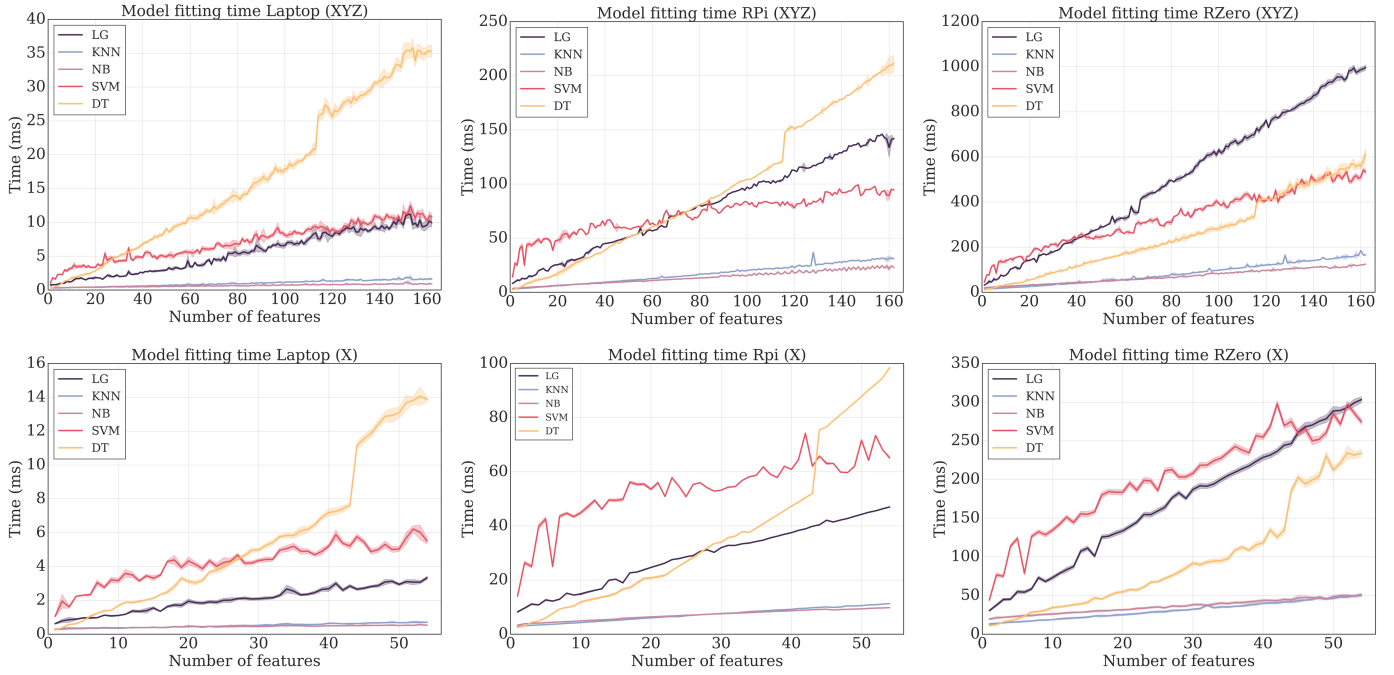 Model fitting time Laptop (XYZ)
40
35
30
25
20
15
10
5
0
Time (ms)
LG
KNN
NB
SVM
DT
0 20 40 60 80 100 120 140 160
Number of features
Model fitting time RPi (XYZ)
250
200
150
100
50
0
Time (ms)
LG
KNN
NB
SVM
DT
0 20 40 60 80 100 120 140 160
Number of features
Model fitting time RZero (XYZ)
1200
1000
800
600
400
200
0
Time (ms)
LG
KNN
NB
SVM
DT
0 20 40 60 80 100 120 140 160
Number of features
Model fitting time Laptop (X)
16
14
12
10
8
6
4
2
0
Time (ms)
LG
KNN
NB
SVM
DT
0 10 20 30 40 50
Number of features
Model fitting time Rpi (X)
100
80
60
40
20
0
Time (ms)
LG
KNN
NB
SVM
DT
0 10 20 30 40 50
Number of features
Model fitting time RZero (X)
350
300
250
200
150
100
50
0
Time (ms)
LG
KNN
NB
SVM
DT
0 10 20 30 40 50
Number of features